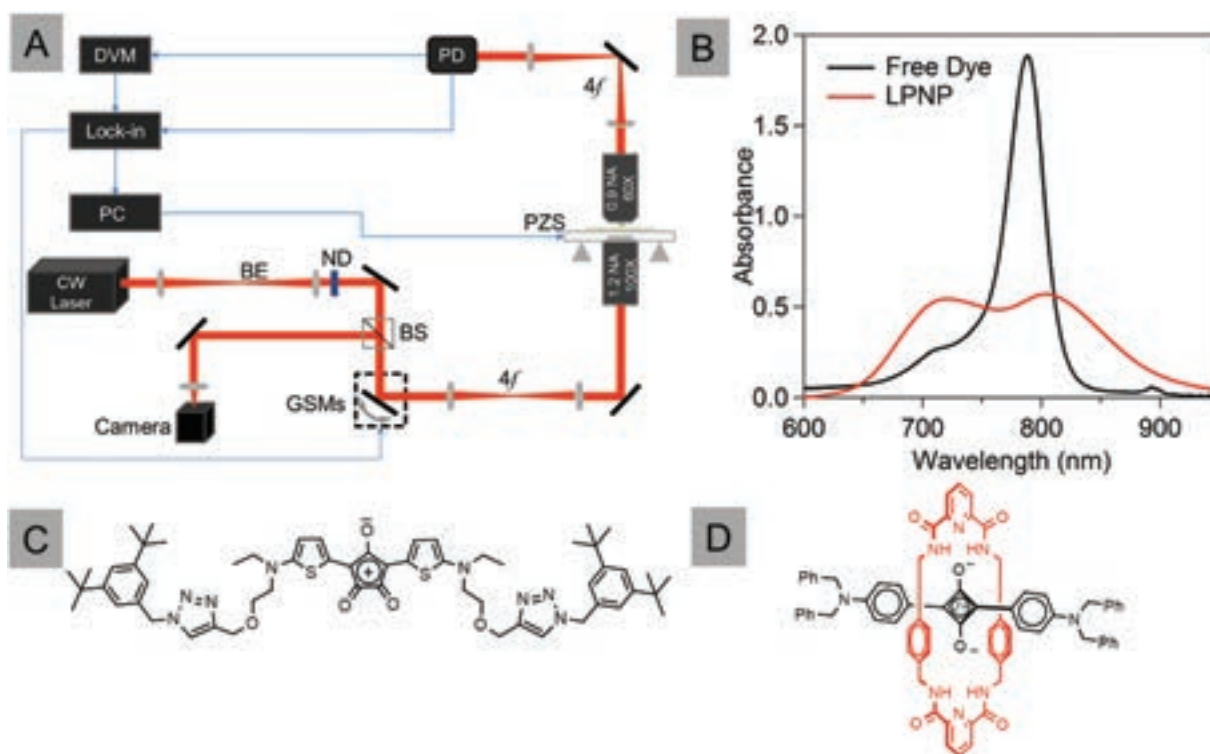 A
DVM
PD
4f
Lock-in
0.9 NA
60X
PC
PZS
BE
ND
1.2 NA
100X
CW
Laser
BS
4f
GSMs
Camera
B
2.0
Free Dye
LPNP
1.5
Absorbance
1.0
0.5
0.0
600
700
800
900
Wavelength (nm)
C
O
N
S
S
N
N=N
N
O
O
O
O
N=N
N
N
D
N
O
O
NH
HN
O−
Ph
Ph
N
N
Ph
Ph
O−
NH
HN
O
N
O